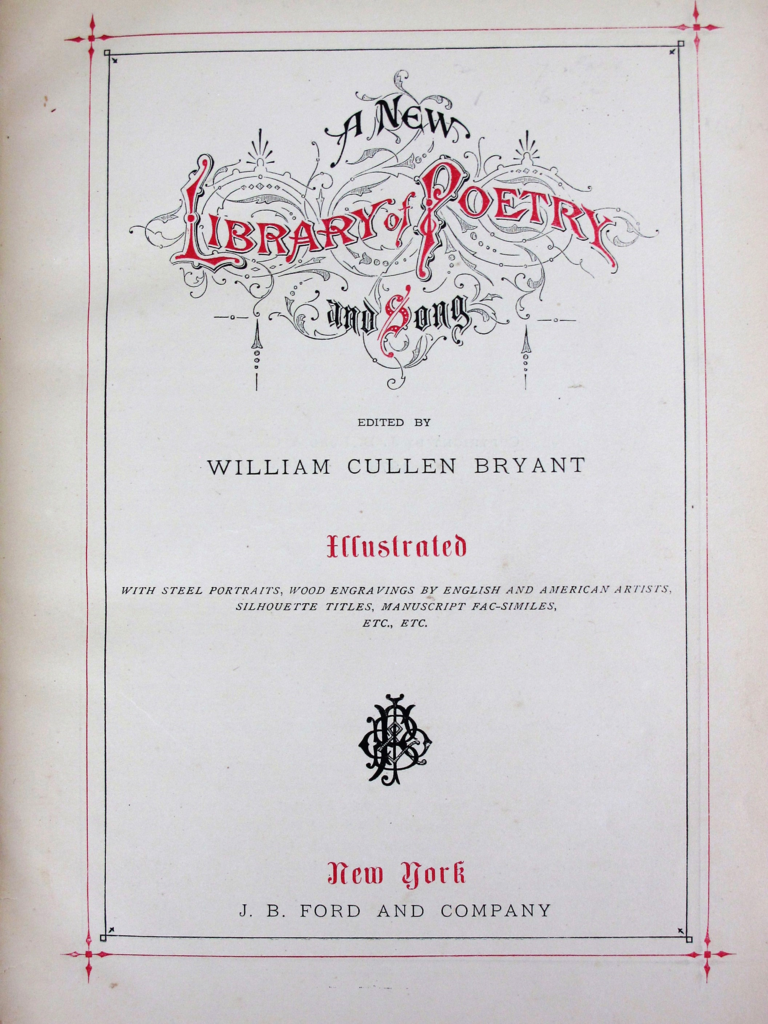 A NEW
LIBRARY of POETRY
and Song
EDITED BY
WILLIAM CULLEN BRYANT
Illustrated
WITH STEEL PORTRAITS, WOOD ENGRAVINGS BY ENGLISH AND AMERICAN ARTISTS,
SILHOUETTE TITLES, MANUSCRIPT FAC-SIMILES,
ETC., ETC.
New York
J. B. FORD AND COMPANY